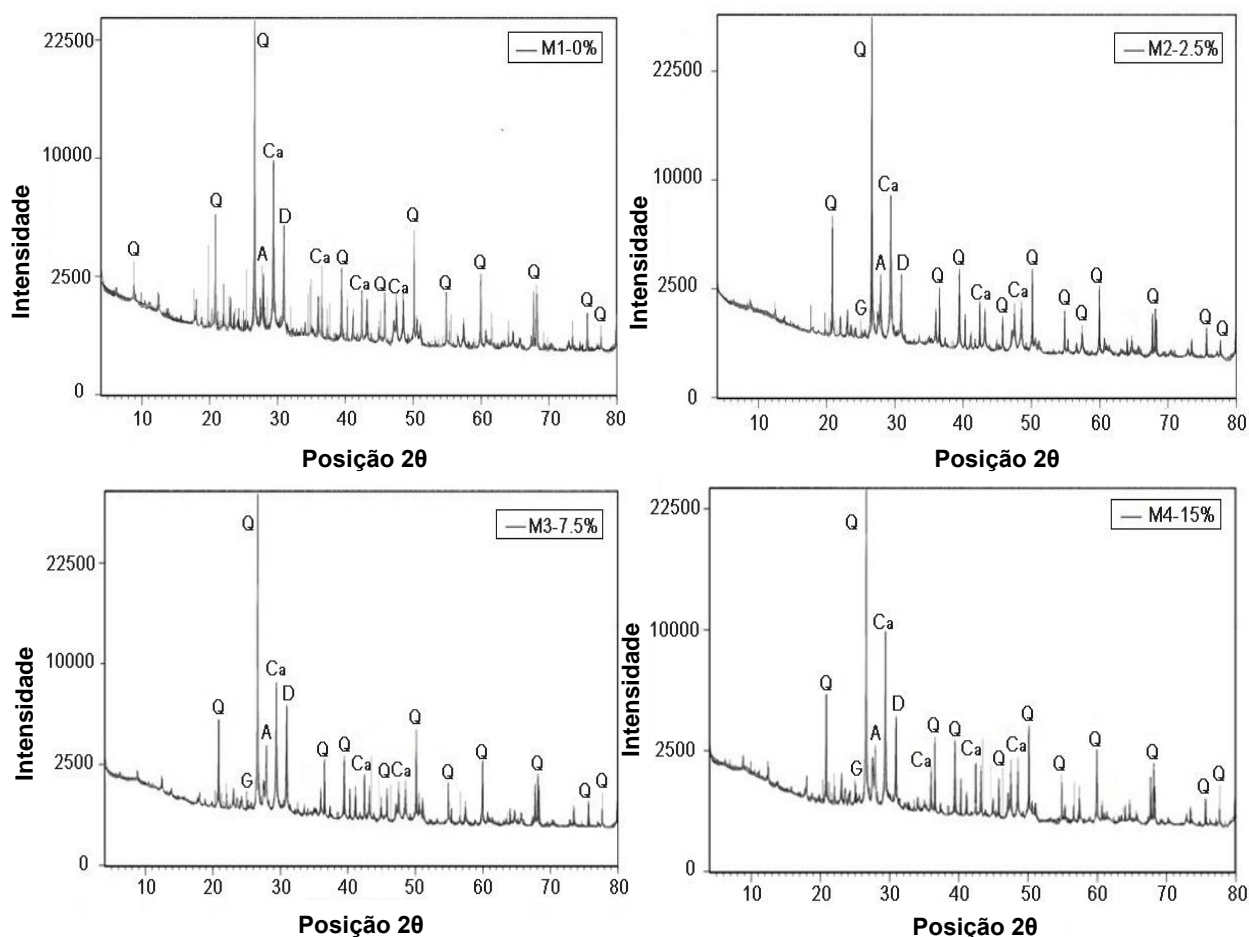 M1-0%
22500
10000
2500
0
Intensidade
Q
Q
Q
Ca
A
D
Ca
Q
Ca
Q
Ca
Q
Q
Q
Q
Q
Q
10 20 30 40 50 60 70 80
Posição 2θ
M2-2.5%
22500
10000
2500
0
Intensidade
Q
Q
Ca
G
A
D
Q
Q
Ca
Q
Ca
Q
Q
Q
Q
Q
Q
Q
10 20 30 40 50 60 70 80
Posição 2θ
M3-7.5%
22500
10000
2500
0
Intensidade
Q
Q
Ca
G
A
D
Q
Q
Ca
Q
Ca
Q
Q
Q
Q
Q
Q
10 20 30 40 50 60 70 80
Posição 2θ
M4-15%
22500
10000
2500
0
Intensidade
Q
Q
Ca
G
A
D
Ca
Q
Q
Ca
Q
Ca
Q
Q
Q
Q
Q
Q
10 20 30 40 50 60 70 80
Posição 2θ